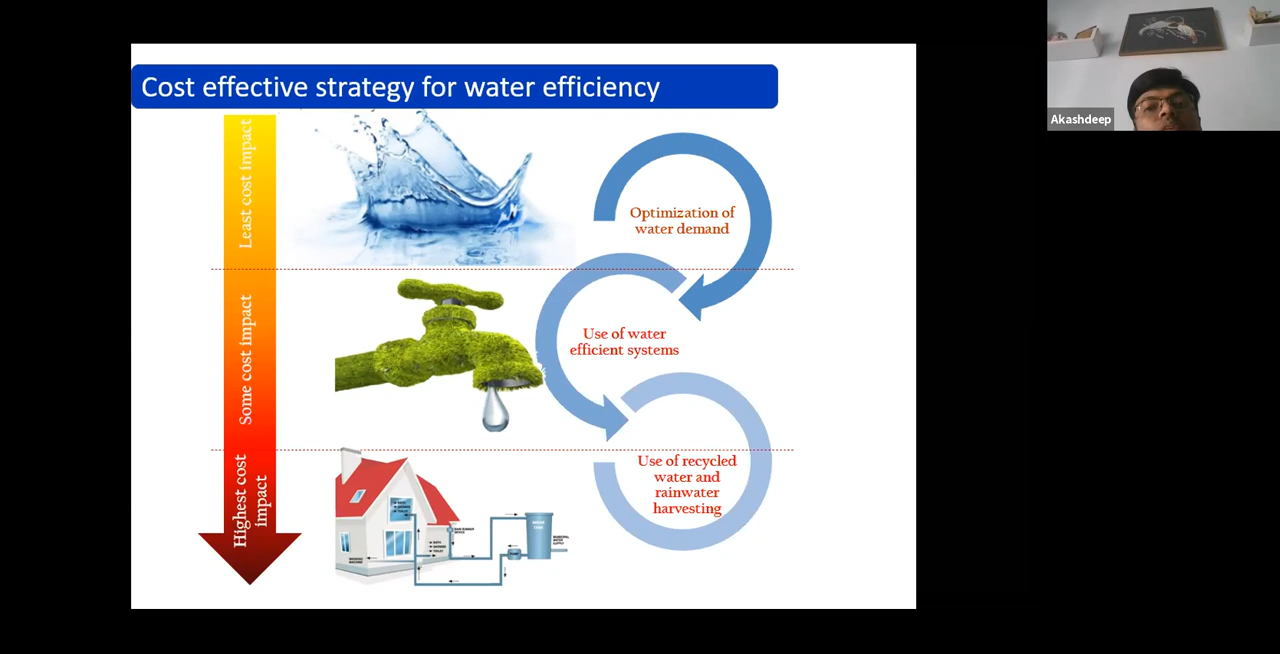 Cost effective strategy for water efficiency
Akashdeep
Least cost impact
Optimization of
water demand
Some cost impact
Use of water
efficient systems
Highest cost
impact
Use of recycled
water and
rainwater
harvesting